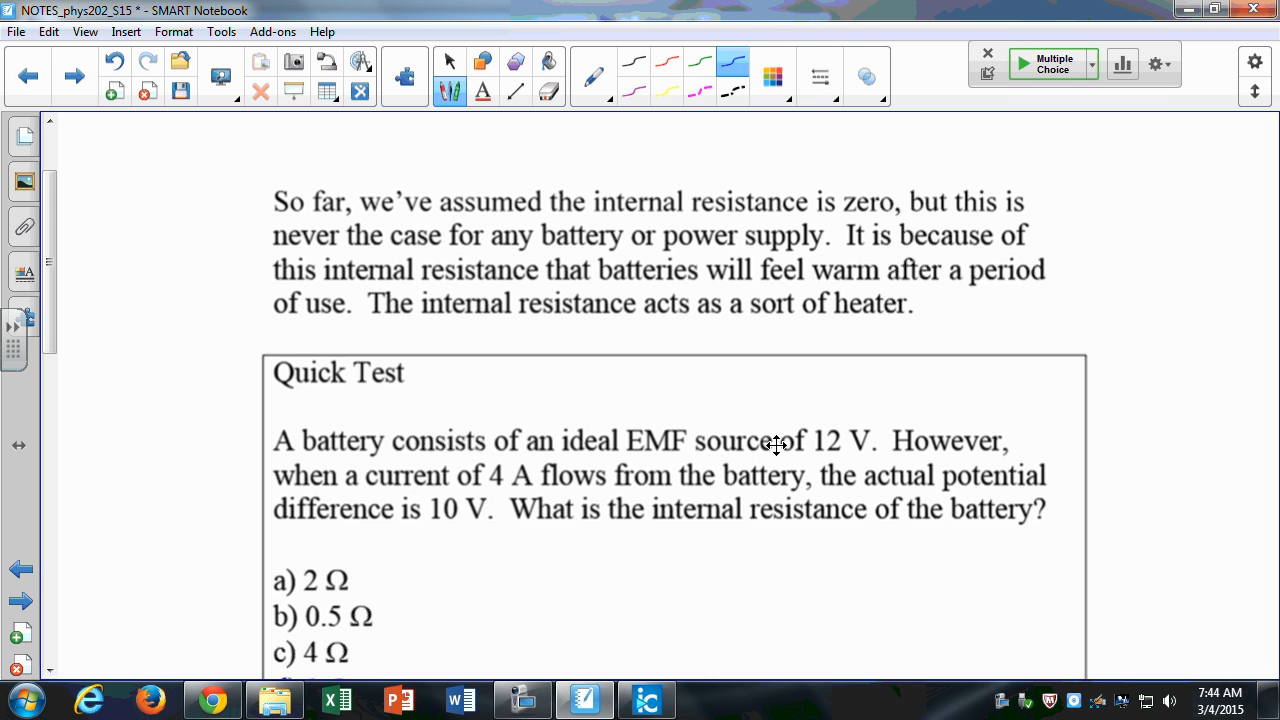 NOTES_phys202_S15 * - SMART Notebook
File Edit View Insert Format Tools Add-ons Help
Multiple
Choice
So far, we've assumed the internal resistance is zero, but this is
never the case for any battery or power supply. It is because of
this internal resistance that batteries will feel warm after a period
of use. The internal resistance acts as a sort of heater.
Quick Test
A battery consists of an ideal EMF source of 12 V. However,
when a current of 4 A flows from the battery, the actual potential
difference is 10 V. What is the internal resistance of the battery?
a) 2 Ω
b) 0.5 Ω
c) 4 Ω
7:44 AM
3/4/2015